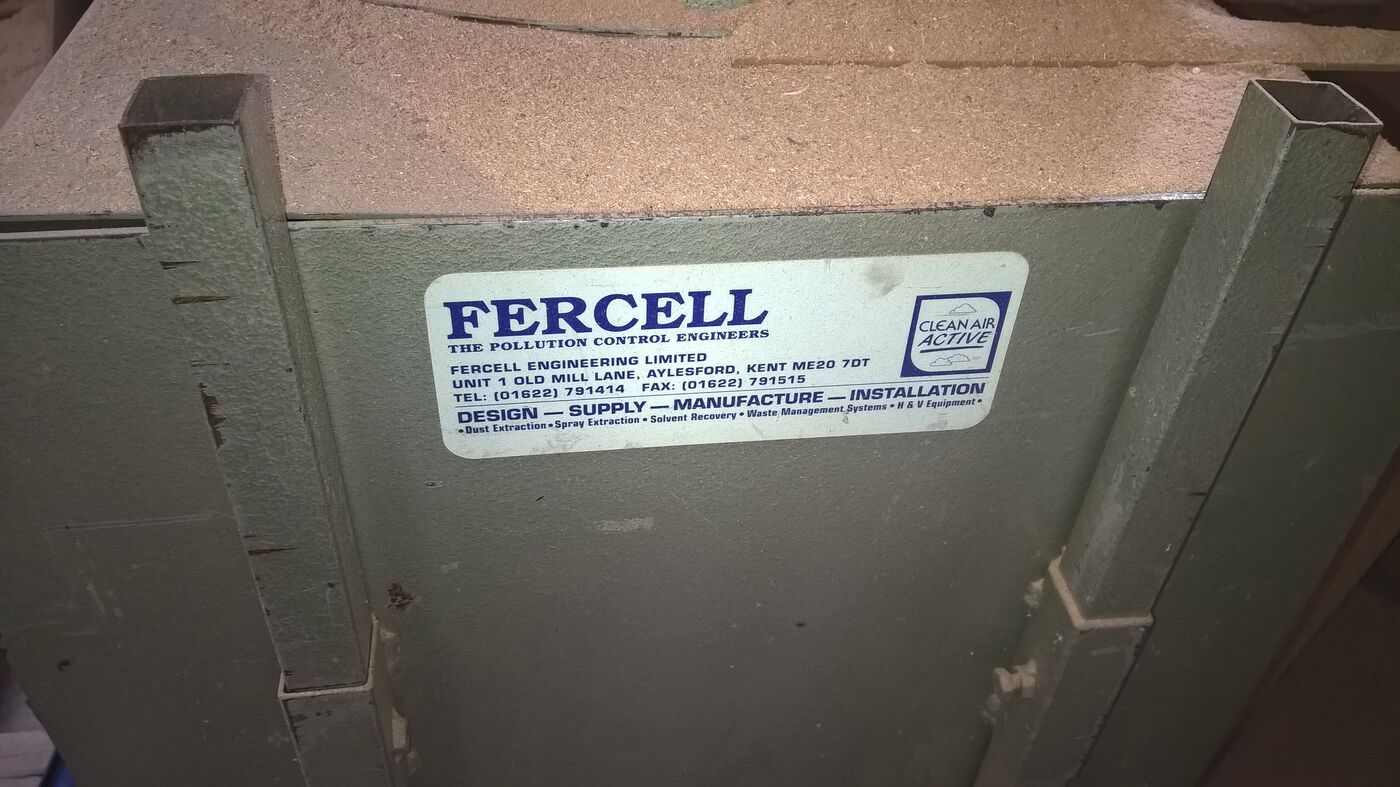 FERCELL
THE POLLUTION CONTROL ENGINEERS
FERCELL ENGINEERING LIMITED
UNIT 1 OLD MILL LANE, AYLESFORD, KENT ME20 7DT
TEL: (01622) 791414 FAX: (01622) 791515
CLEAN AIR
ACTIVE
DESIGN — SUPPLY — MANUFACTURE — INSTALLATION
•Dust Extraction•Spray Extraction•Solvent Recovery•Waste Management Systems•H & V Equipment•